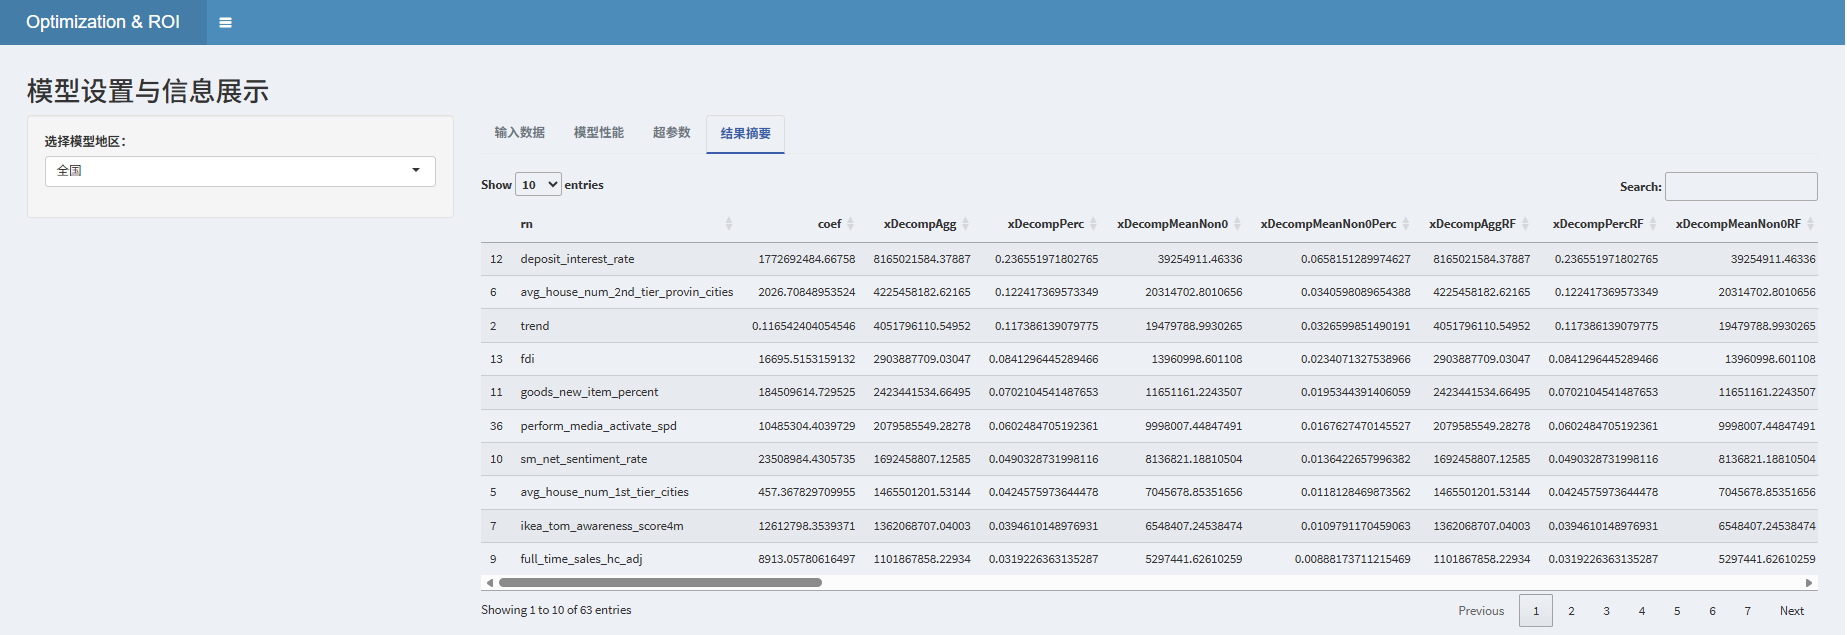 Optimization & ROI
模型设置与信息展示
选择模型地区：
全国
输入数据 模型性能 超参数 结果摘要
Show 10 entries
Search:
rn coef xDecompAgg xDecompPerc xDecompMeanNon0 xDecompMeanNon0Perc xDecompAggRF xDecompPercRF xDecompMeanNon0RF
12 deposit_interest_rate 1772692484.66758 8165021584.37887 0.236551971802765 39254911.46336 0.0658151289974627 8165021584.37887 0.236551971802765 39254911.46336
6 avg_house_num_2nd_tier_provin_cities 2026.70848953524 4225458182.62165 0.122417369573349 20314702.8010656 0.0340598089654388 4225458182.62165 0.122417369573349 20314702.8010656
2 trend 0.116542404054546 4051796110.54952 0.117386139079775 19479788.9930265 0.0326599851490191 4051796110.54952 0.117386139079775 19479788.9930265
13 fdi 16695.5153159132 2903887709.03047 0.0841296445289466 13960998.601108 0.0234071327538966 2903887709.03047 0.0841296445289466 13960998.601108
11 goods_new_item_percent 184509614.729525 2423441534.66495 0.0702104541487653 11651161.2243507 0.0195344391406059 2423441534.66495 0.0702104541487653 11651161.2243507
36 perform_media_activate_spd 10485304.4039729 2079585549.28278 0.0602484705192361 9998007.44847491 0.0167627470145527 2079585549.28278 0.0602484705192361 9998007.44847491
10 sm_net_sentiment_rate 23508984.4305735 1692458807.12585 0.0490328731998116 8136821.18810504 0.0136422657996382 1692458807.12585 0.0490328731998116 8136821.18810504
5 avg_house_num_1st_tier_cities 457.367829709955 1465501201.53144 0.0424575973644478 7045678.85351656 0.0118128469873562 1465501201.53144 0.0424575973644478 7045678.85351656
7 ikea_tom_awareness_score4m 12612798.3539371 1362068707.04003 0.0394610148976931 6548407.24538474 0.0109791170459063 1362068707.04003 0.0394610148976931 6548407.24538474
9 full_time_sales_hc_adj 8913.05780616497 1101867858.22934 0.0319226363135287 5297441.62610259 0.00888173711215469 1101867858.22934 0.0319226363135287 5297441.62610259
Showing 1 to 10 of 63 entries
Previous 1 2 3 4 5 6 7 Next